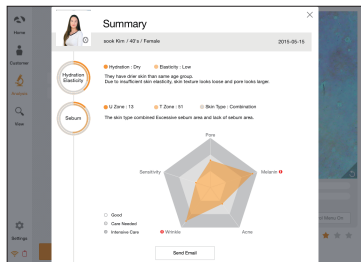 Summary
sook Kim / 40's / Female
2015-05-15
Home
Customer
Analysis
View
Settings
Hydration
Elasticity
Hydration : Dry
Elasticity : Low
They have drier skin than same age group.
Due to insufficient skin elasticity, skin texture looks loose and pore looks larger.
Sebum
U Zone : 13
T Zone : 51
Skin Type : Combination
The skin type combined Excessive sebum area and lack of sebum area.
Pore
Sensitivity
Melanin
Wrinkle
Acne
Good
Care Needed
Intensive Care
Send Email